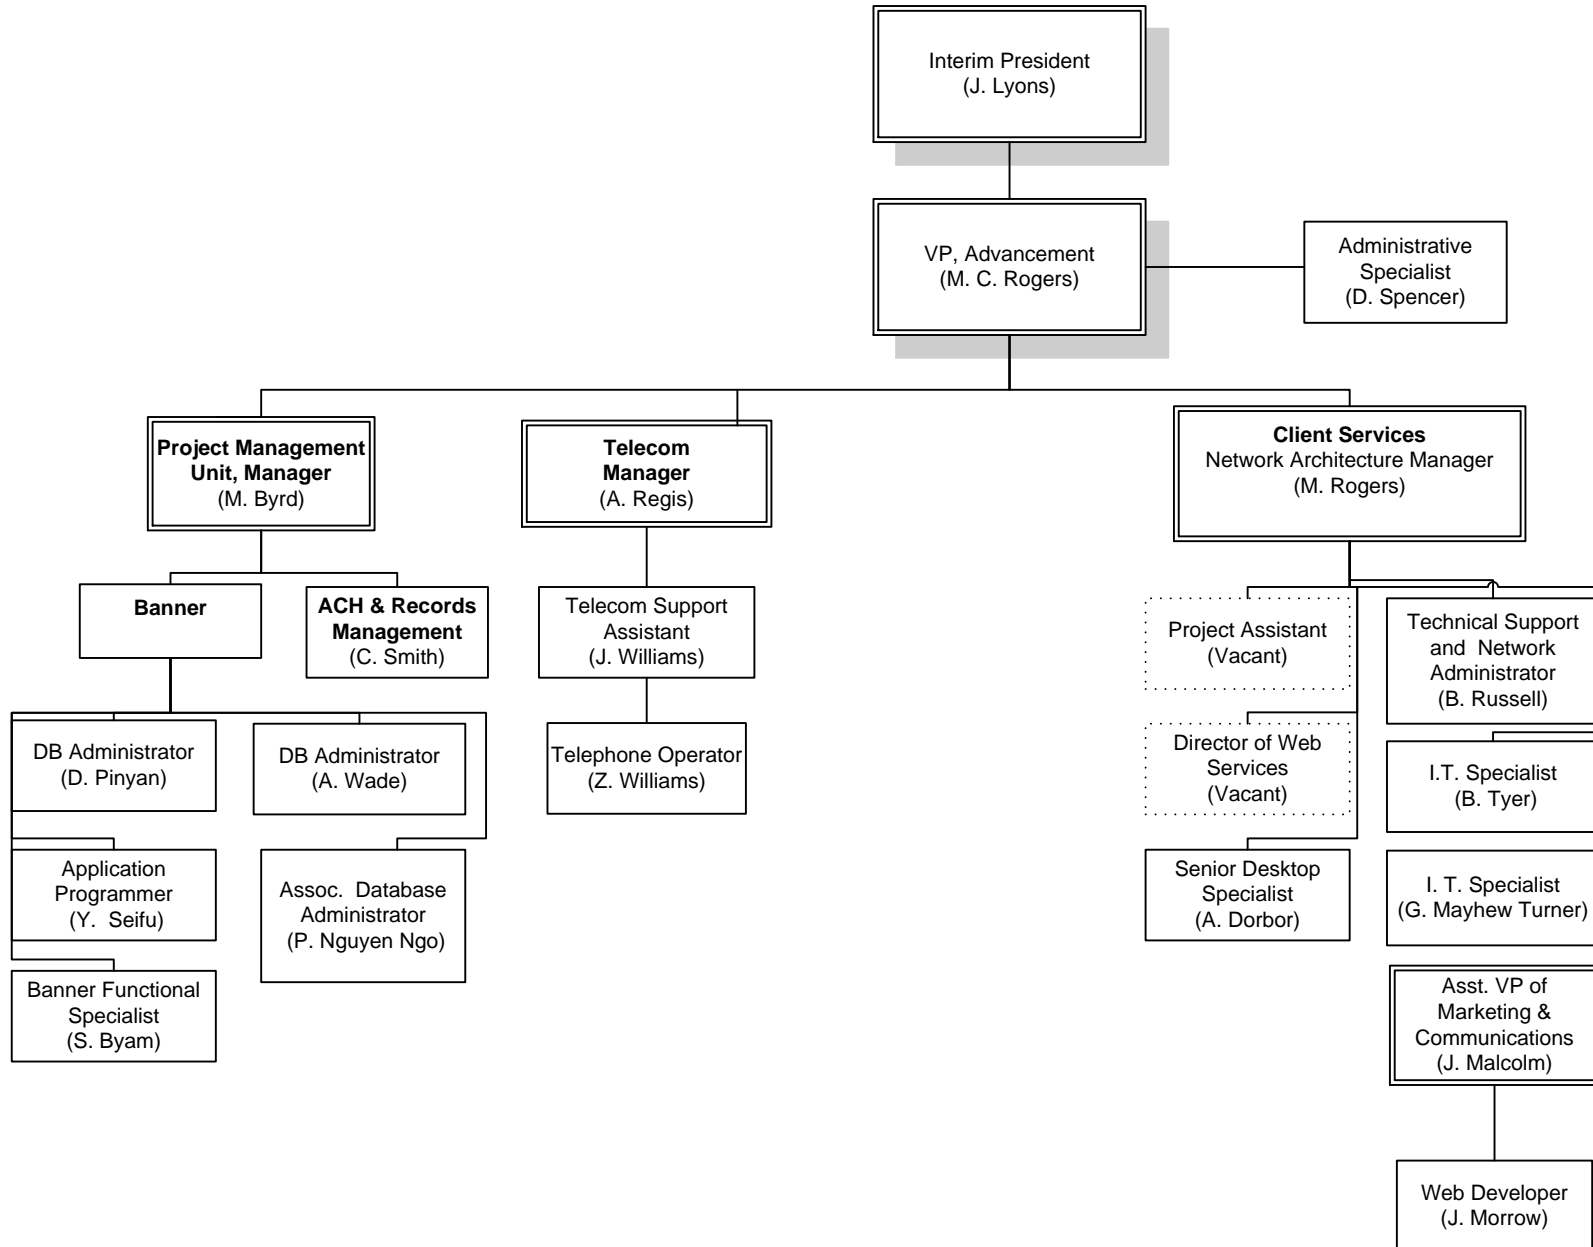 Interim President
(J. Lyons)
VP, Advancement
(M. C. Rogers)
Administrative
Specialist
(D. Spencer)
Project Management
Unit, Manager
(M. Byrd)
Telecom
Manager
(A. Regis)
Client Services
Network Architecture Manager
(M. Rogers)
Banner
ACH & Records
Management
(C. Smith)
Telecom Support
Assistant
(J. Williams)
Project Assistant
(Vacant)
Technical Support
and Network
Administrator
(B. Russell)
DB Administrator
(D. Pinyan)
DB Administrator
(A. Wade)
Telephone Operator
(Z. Williams)
Director of Web
Services
(Vacant)
I.T. Specialist
(B. Tyer)
Application
Programmer
(Y. Seifu)
Assoc. Database
Administrator
(P. Nguyen Ngo)
Senior Desktop
Specialist
(A. Dorbor)
I. T. Specialist
(G. Mayhew Turner)
Banner Functional
Specialist
(S. Byam)
Asst. VP of
Marketing &
Communications
(J. Malcolm)
Web Developer
(J. Morrow)